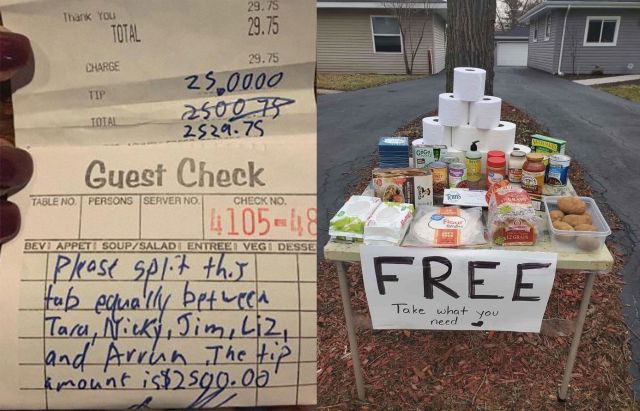 29.75
Thank You
TOTAL 29.75
29.75
CHARGE
TIP 25,00.00
TOTAL 2500.75
2529.75
Guest Check
TABLE NO. PERSONS SERVER NO. CHECK NO.
4105-48
BEV APPET SOUP/SALAD ENTREE VEG DESSE
Please split this
tab equally between
Tara, Nicky, Jim, Liz,
and Arrun. The tip
amount is $2500.00
FREE
Take what you
need